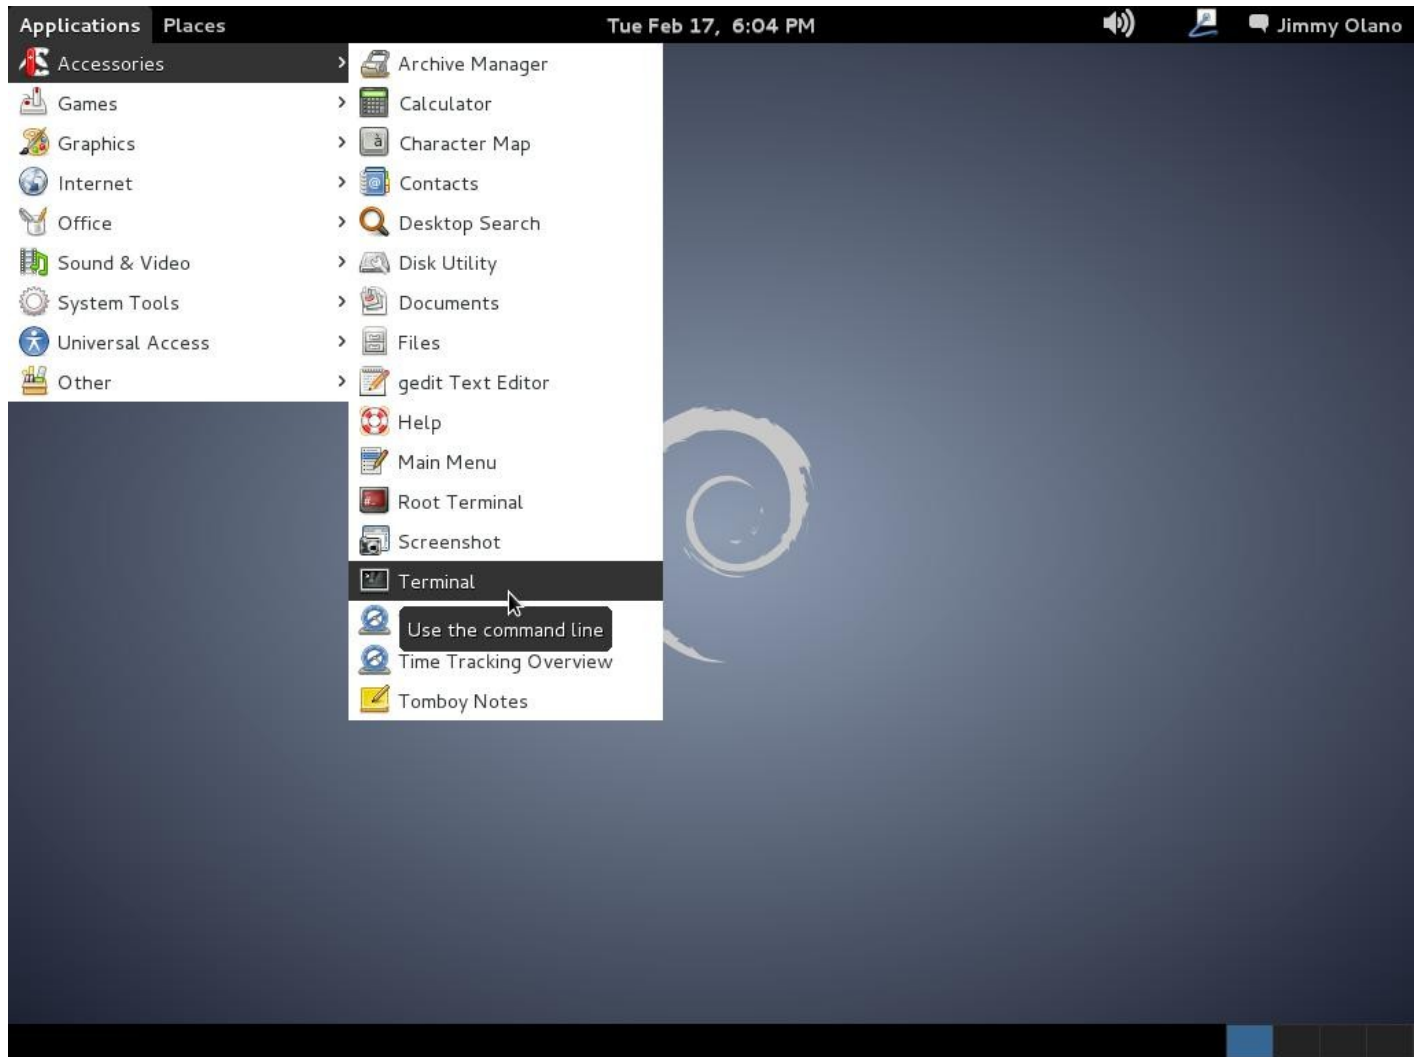 Applications Places Tue Feb 17, 6:04 PM Jimmy Olano
Accessories
Games
Graphics
Internet
Office
Sound & Video
System Tools
Universal Access
Other
Archive Manager
Calculator
Character Map
Contacts
Desktop Search
Disk Utility
Documents
Files
gedit Text Editor
Help
Main Menu
Root Terminal
Screenshot
Terminal
Use the command line
Time Tracking Overview
Tomboy Notes